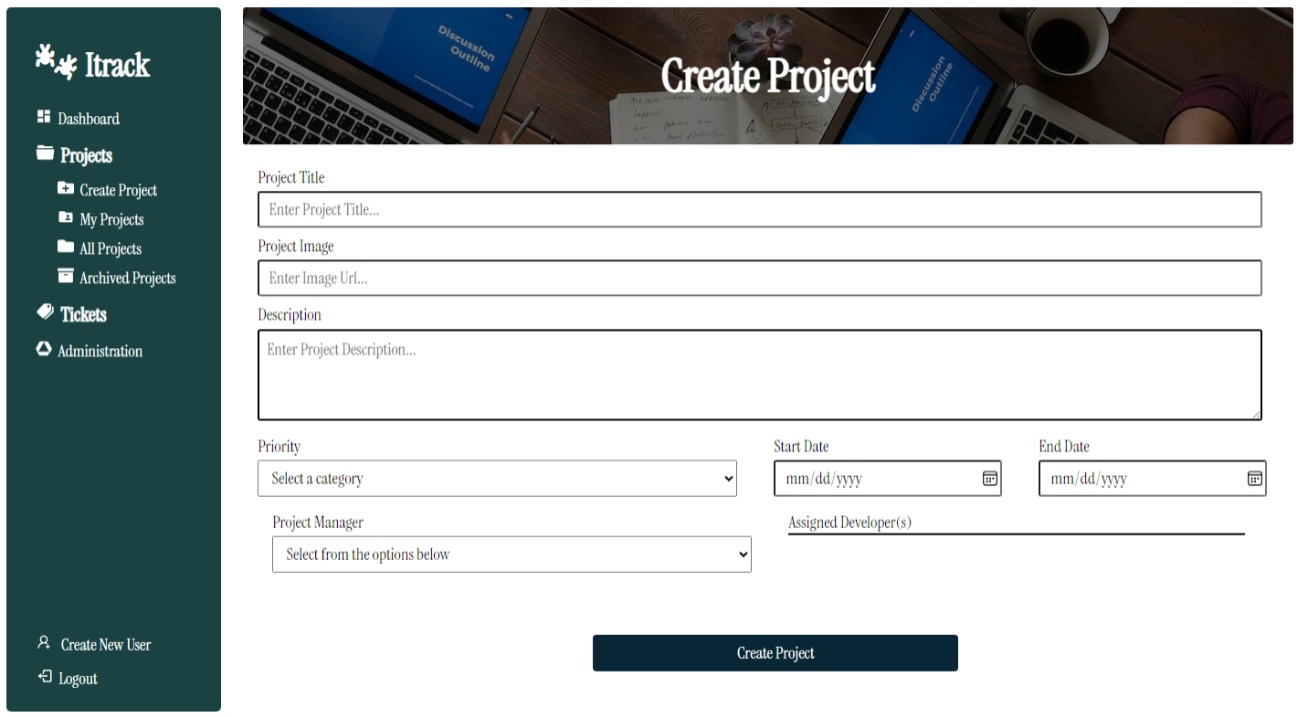 Itrack
Dashboard
Projects
Create Project
My Projects
All Projects
Archived Projects
Tickets
Administration
Create New User
Logout
Discussion
Outline
Discussion
Outline
Create Project
Project Title
Enter Project Title...
Project Image
Enter Image Url...
Description
Enter Project Description...
Priority
Select a category
Start Date
mm/dd/yyyy
End Date
mm/dd/yyyy
Project Manager
Select from the options below
Assigned Developer(s)
Create Project